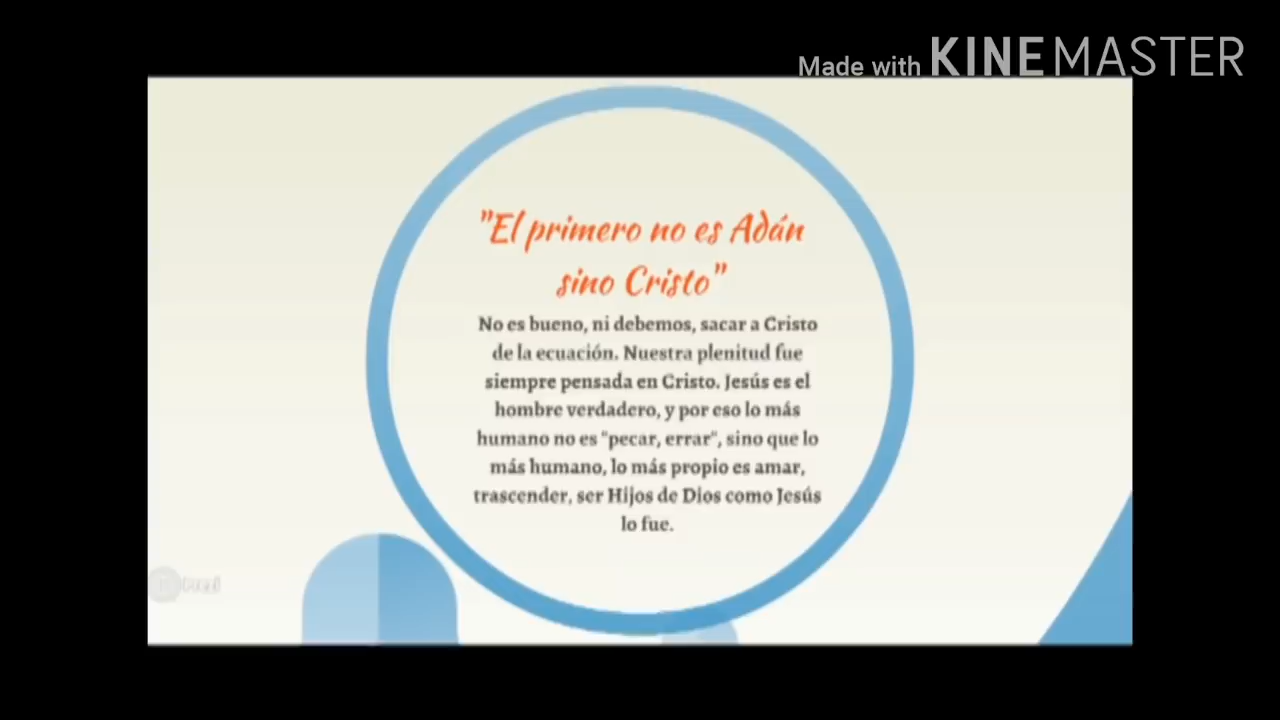 Made with KINEMASTER
"El primero no es Adán
sino Cristo"
No es bueno, ni debemos, sacar a Cristo
de la ecuación. Nuestra plenitud fue
siempre pensada en Cristo. Jesús es el
hombre verdadero, y por eso lo más
humano no es "pecar, errar", sino que lo
más humano, lo más propio es amar,
trascender, ser Hijos de Dios como Jesús
lo fue.